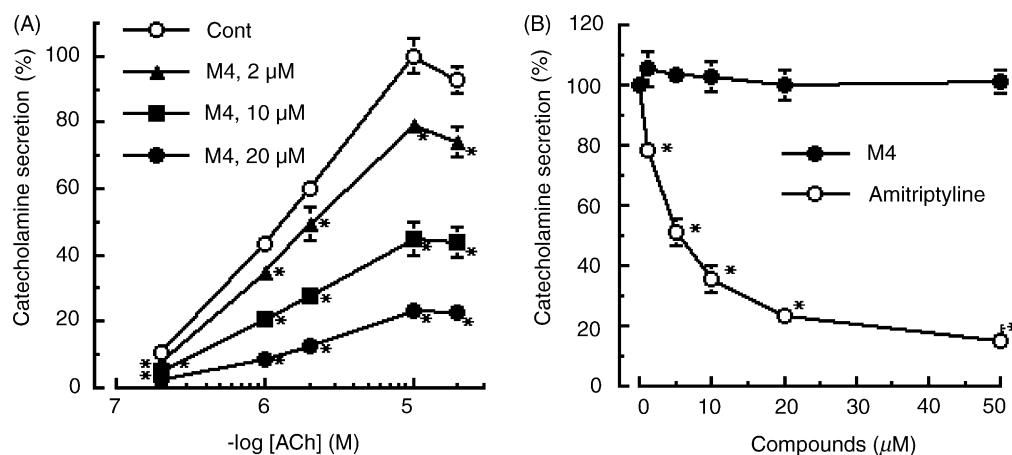 (A)
Cont
M4, 2 µM
M4, 10 µM
M4, 20 µM
Catecholamine secretion (%)
100
80
60
40
20
0
7
6
5
-log [ACh] (M)
* * * * * * * * * * * * * * *
(B)
M4
Amitriptyline
Catecholamine secretion (%)
120
100
80
60
40
20
0
0
10
20
30
40
50
Compounds (µM)
* * * * *